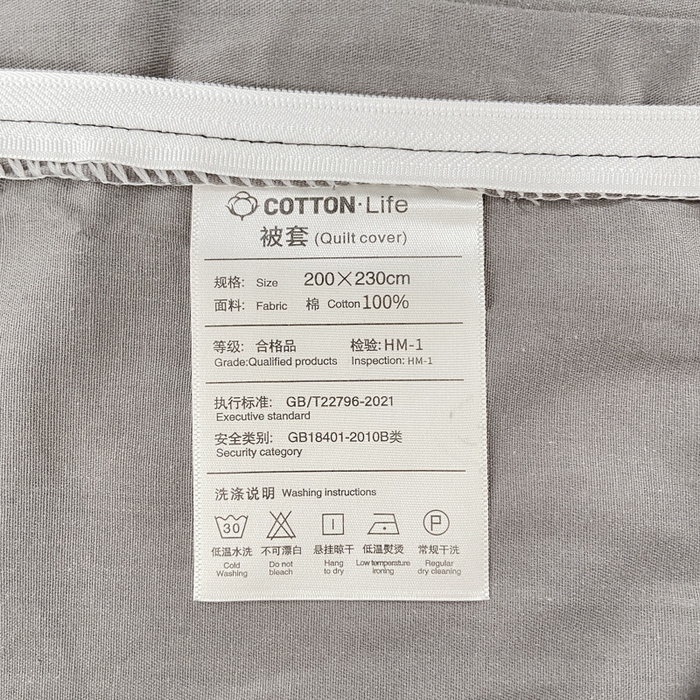 COTTON·Life
被套 (Quilt cover)
规格: Size 200×230cm
面料: Fabric 棉 Cotton 100%
等级: 合格品 检验: HM-1
Grade:Qualified products Inspection: HM-1
执行标准: GB/T22796-2021
Executive standard
安全类别: GB18401-2010B类
Security category
洗涤说明 Washing instructions
30 P
低温水洗 不可漂白 悬挂晾干 低温熨烫 常规干洗
Cold Do not Hang Low temperature Regular
Washing bleach to dry ironing dry cleaning